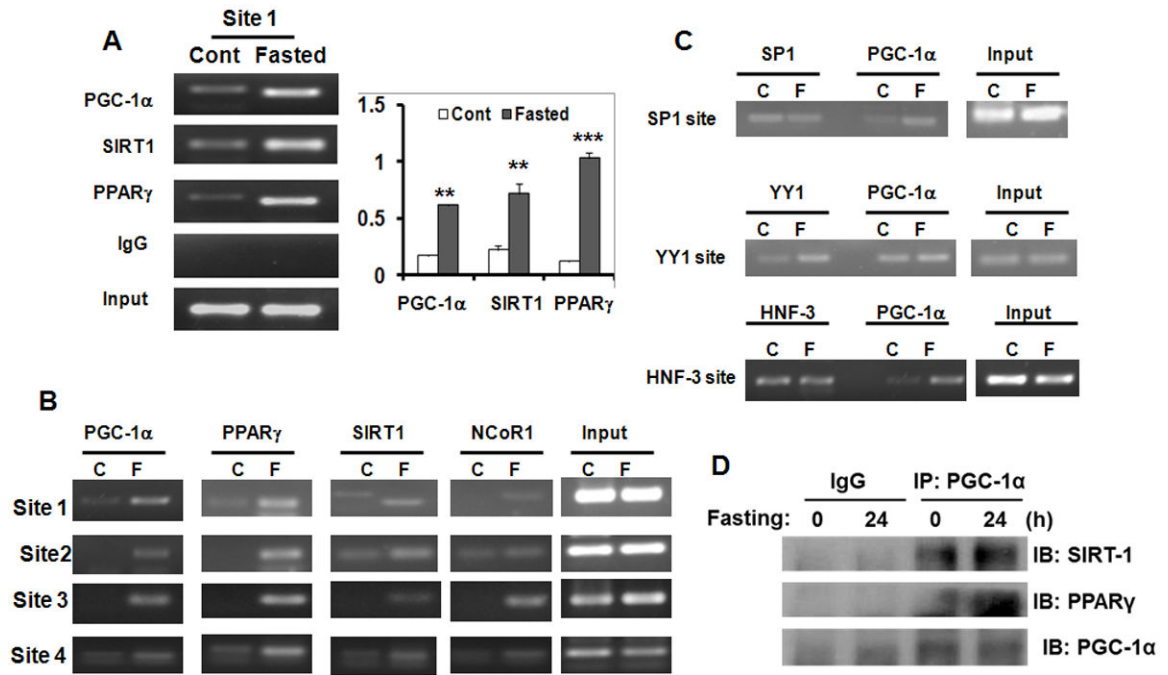 A
Site 1
Cont Fasted
PGC-1α
SIRT1
PPARγ
IgG
Input
1.5
1
0.5
0
Cont Fasted
**
**
***
PGC-1α SIRT1 PPARγ
B
PGC-1α PPARγ SIRT1 NCoR1 Input
C F C F C F C F C F
Site 1
Site2
Site 3
Site 4
C
SP1 PGC-1α Input
C F C F C F
SP1 site
YY1 PGC-1α Input
C F C F C F
YY1 site
HNF-3 PGC-1α Input
C F C F C F
HNF-3 site
D
IgG IP: PGC-1α
Fasting: 0 24 0 24 (h)
IB: SIRT-1
IB: PPARγ
IB: PGC-1α